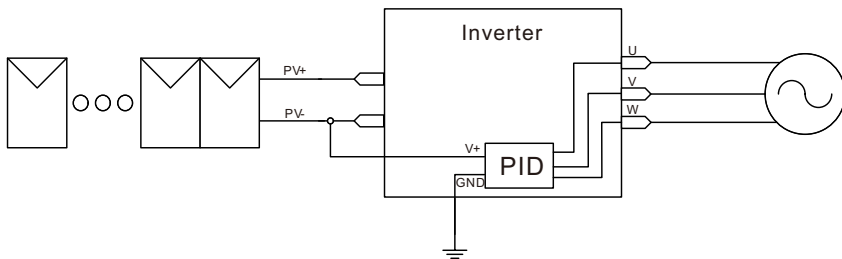 Inverter
U
PV+
V
PV-
W
V+
PID
GND